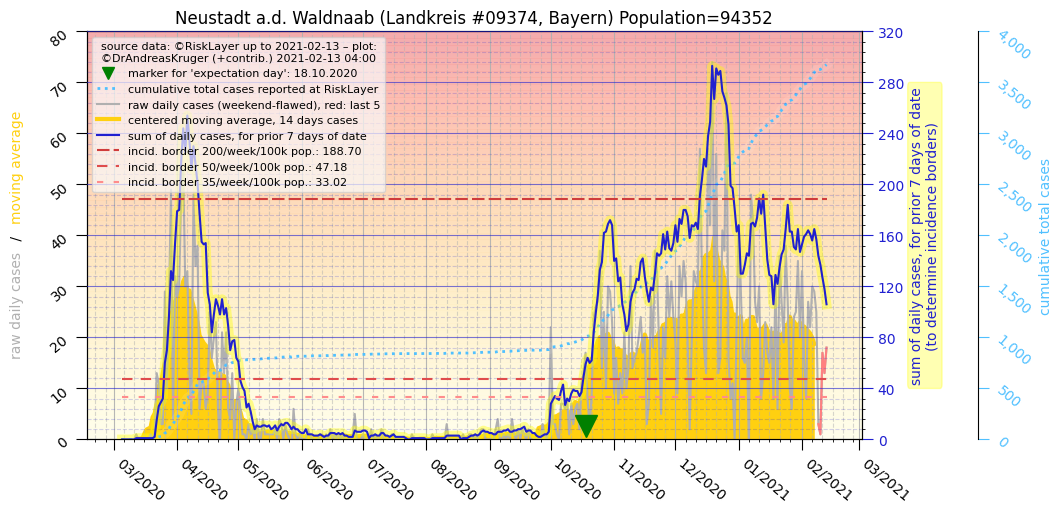 Neustadt a.d. Waldnaab (Landkreis #09374, Bayern) Population=94352
source data: ©RiskLayer up to 2021-02-13 – plot:
©DrAndreasKruger (+contrib.) 2021-02-13 04:00
marker for 'expectation day': 18.10.2020
cumulative total cases reported at RiskLayer
raw daily cases (weekend-flawed), red: last 5
centered moving average, 14 days cases
sum of daily cases, for prior 7 days of date
incid. border 200/week/100k pop.: 188.70
incid. border 50/week/100k pop.: 47.18
incid. border 35/week/100k pop.: 33.02
raw daily cases / moving average
80
70
60
50
40
30
20
10
0
320
280
240
200
160
120
80
40
0
sum of daily cases, for prior 7 days of date
(to determine incidence borders)
4,000
3,500
3,000
2,500
2,000
1,500
1,000
500
0
cumulative total cases
03/2020
04/2020
05/2020
06/2020
07/2020
08/2020
09/2020
10/2020
11/2020
12/2020
01/2021
02/2021
03/2021